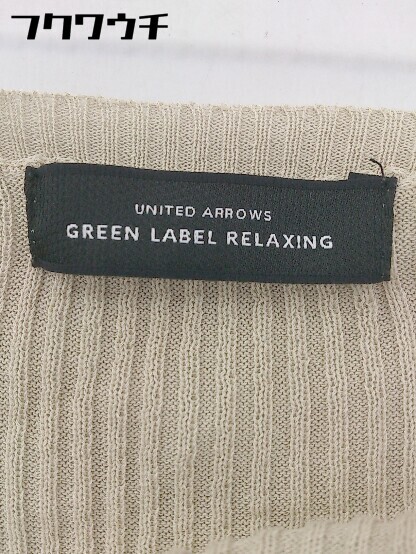 フクワウチ
UNITED ARROWS
GREEN LABEL RELAXING